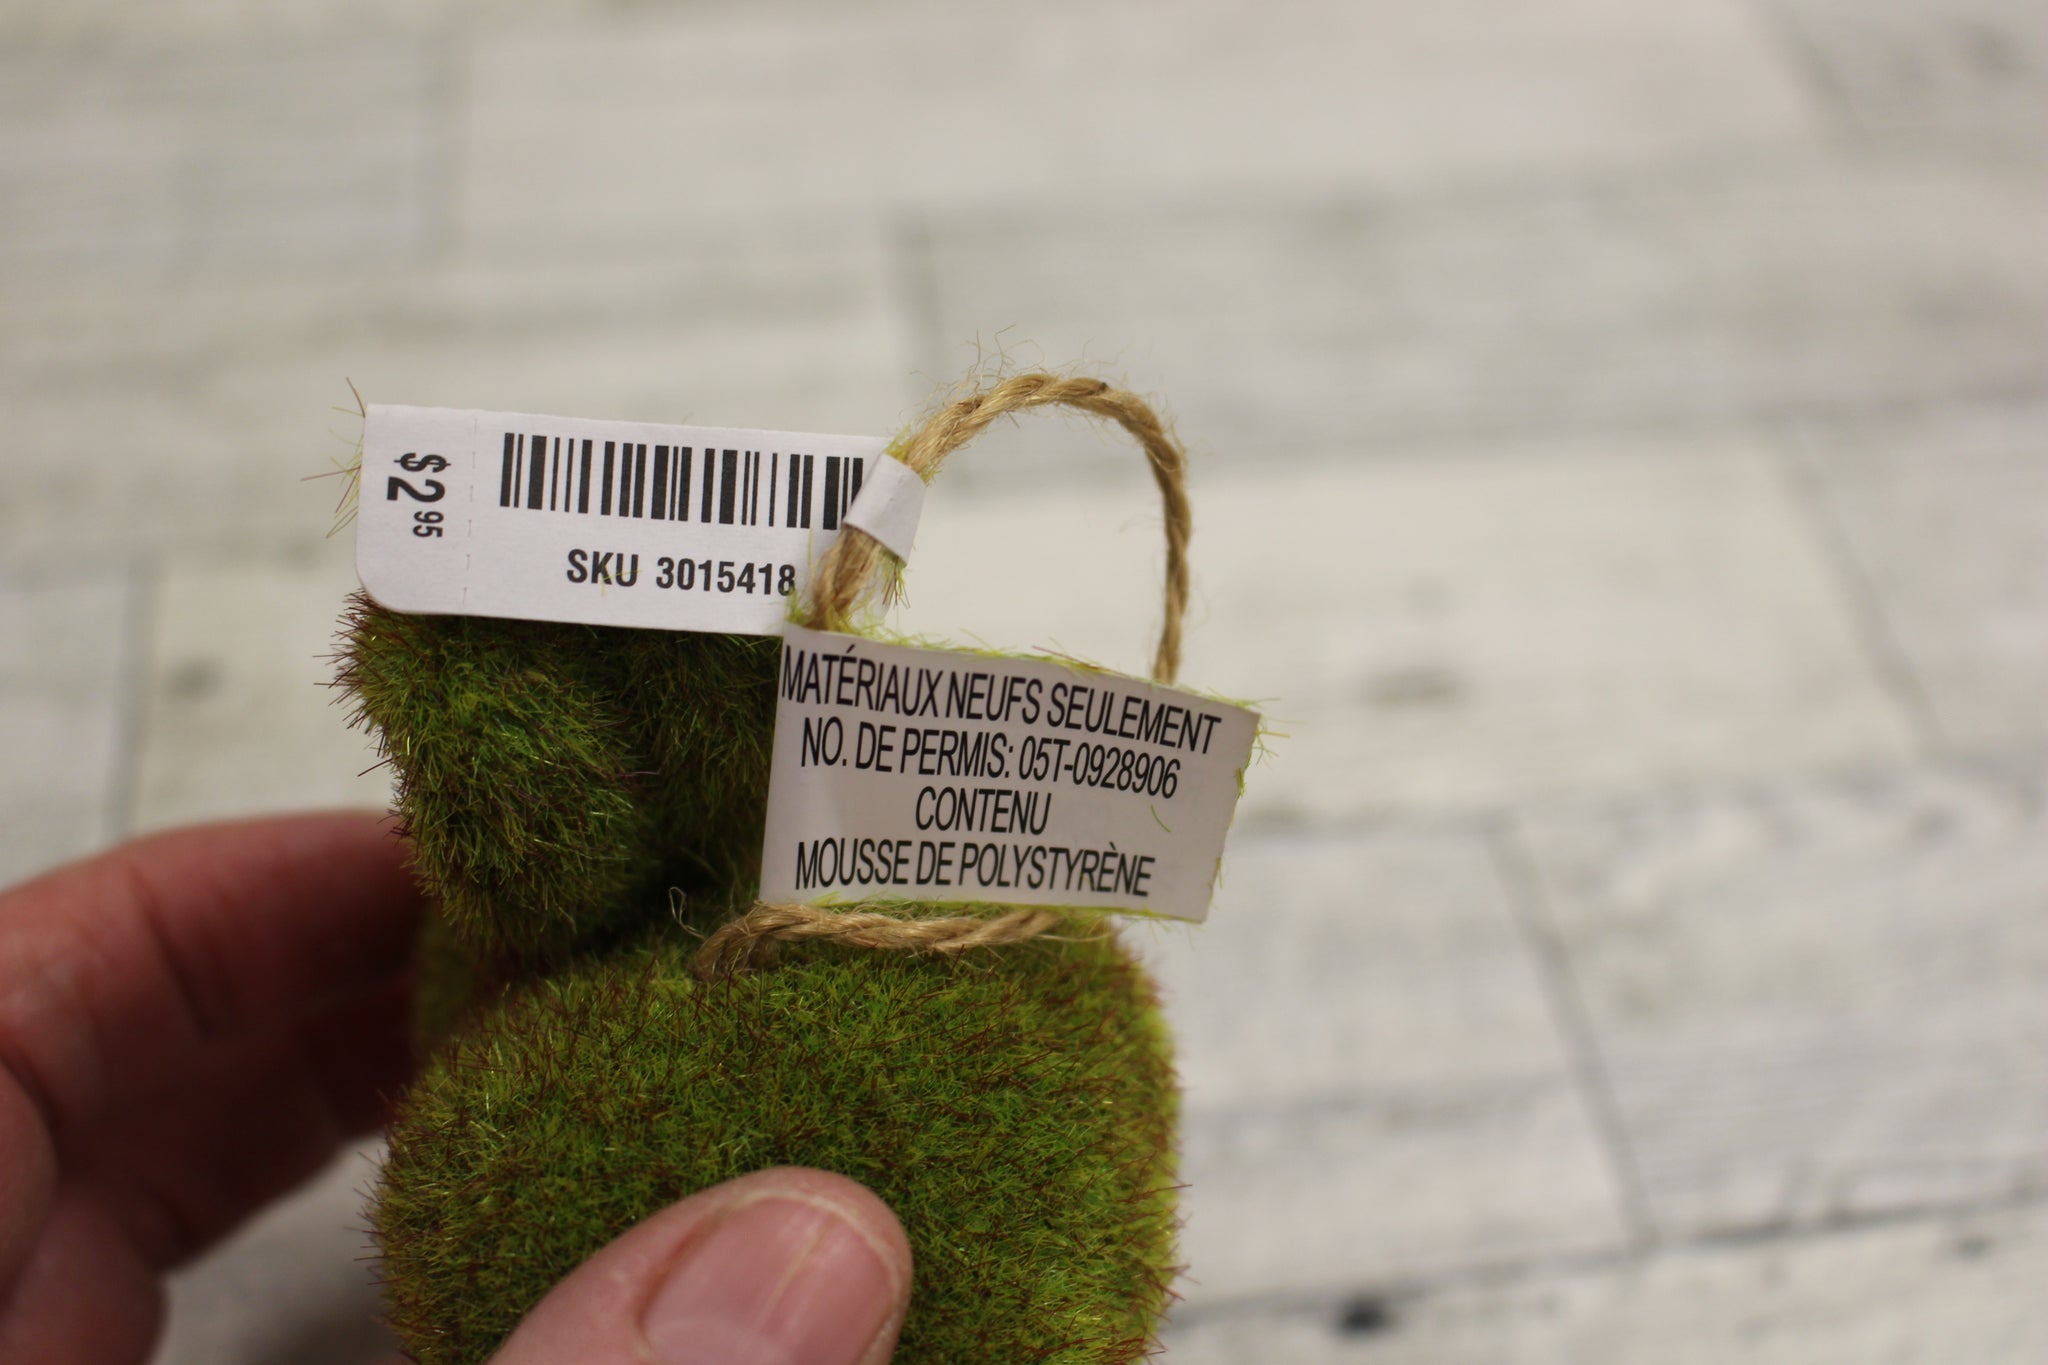 $2 95
SKU 3015418
MATÉRIAUX NEUFS SEULEMENT
NO. DE PERMIS: 05T-0928906
CONTENU
MOUSSE DE POLYSTYRÈNE